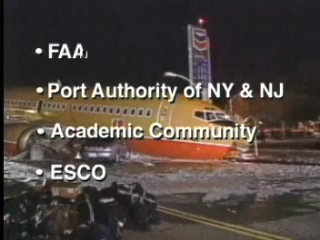 • FAA
• Port Authority of NY & NJ
• Academic Community
• ESCO